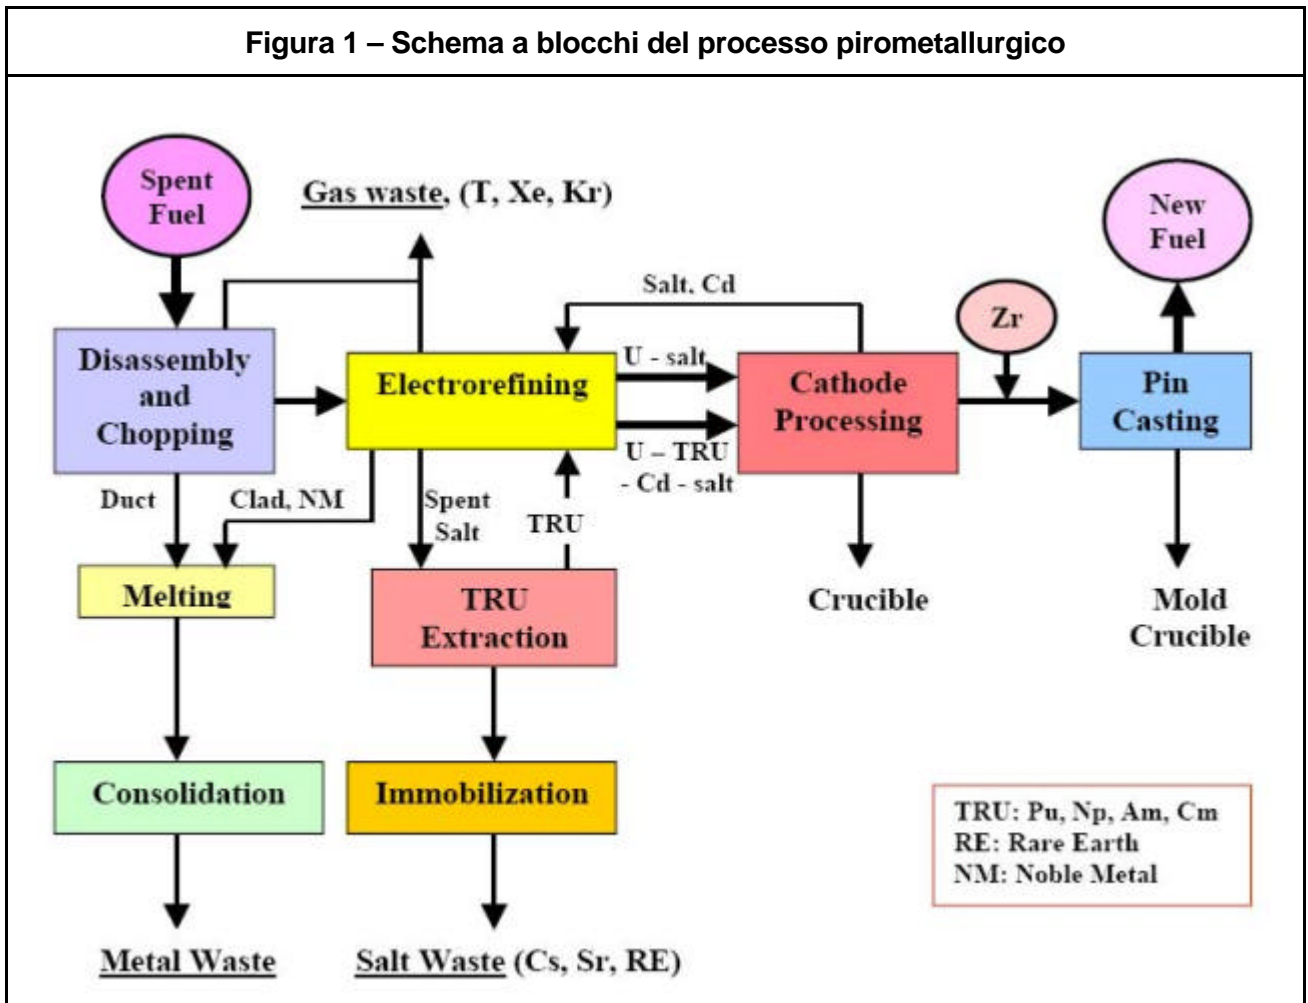 Figura 1 – Schema a blocchi del processo pirometallurgico
Spent
Fuel
Gas waste, (T, Xe, Kr)
New
Fuel
Salt, Cd
Zr
Disassembly
and
Chopping
Electrorefining
U - salt
U – TRU
- Cd - salt
Cathode
Processing
Pin
Casting
Duct
Clad, NM
Spent
Salt
TRU
Melting
TRU
Extraction
Crucible
Mold
Crucible
Consolidation
Immobilization
TRU: Pu, Np, Am, Cm
RE: Rare Earth
NM: Noble Metal
Metal Waste
Salt Waste (Cs, Sr, RE)